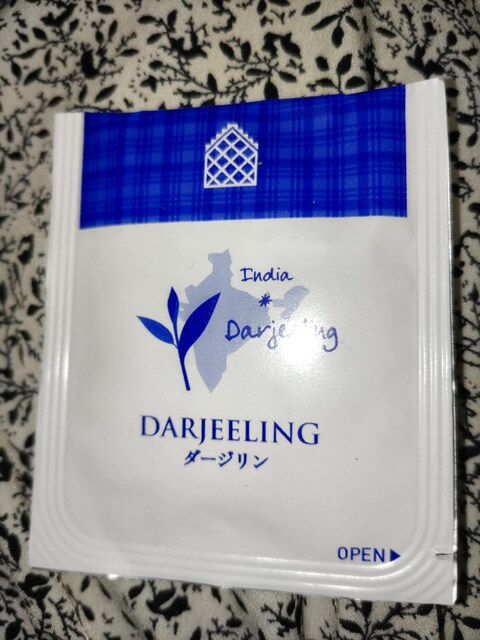 India
Darjeeling
DARJEELING
ダージリン
OPEN